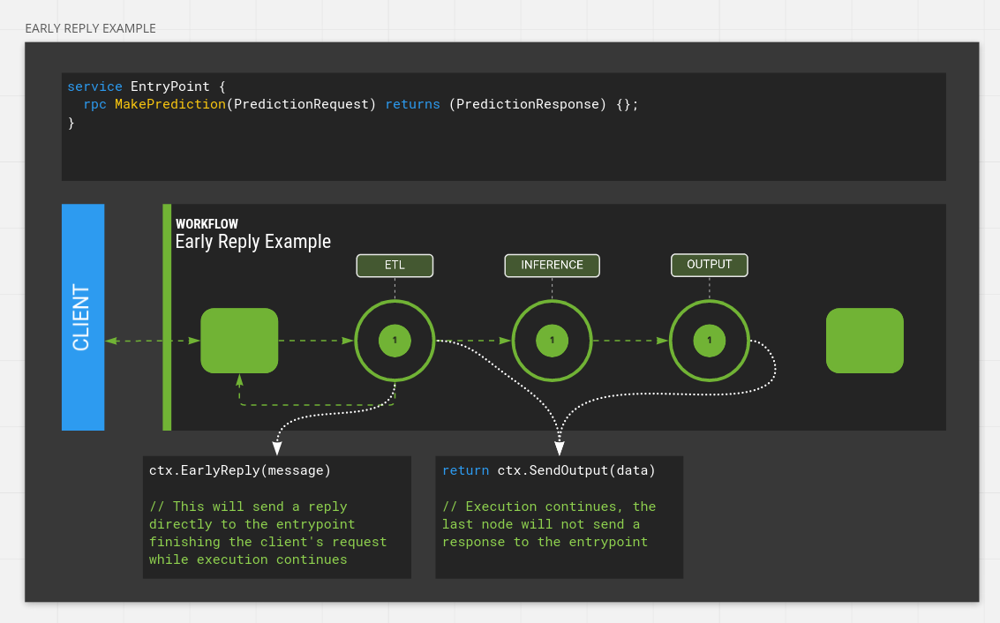 EARLY REPLY EXAMPLE
service EntryPoint {
  rpc MakePrediction(PredictionRequest) returns (PredictionResponse) {};
}
CLIENT
WORKFLOW
Early Reply Example
ETL
INFERENCE
OUTPUT
1
1
1
ctx.EarlyReply(message)
// This will send a reply
directly to the entrypoint
finishing the client's request
while execution continues
return ctx.SendOutput(data)
// Execution continues, the
last node will not send a
response to the entrypoint